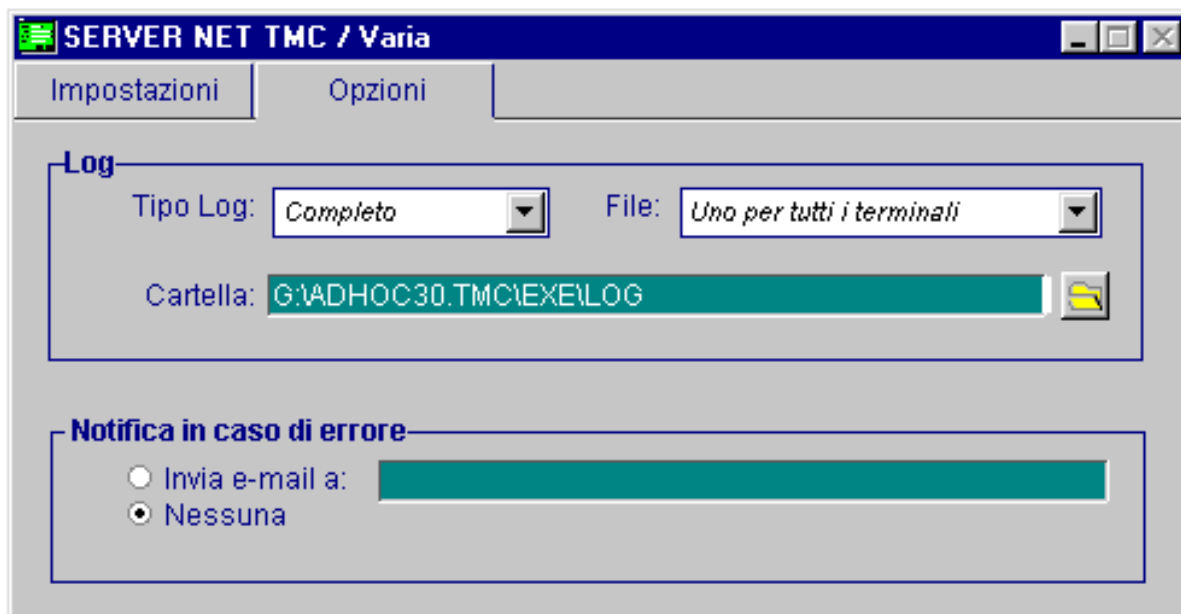 SERVER NET TMC / Varia
Impostazioni Opzioni
Log
Tipo Log: Completo File: Uno per tutti i terminali
Cartella: G:\ADHOC30.TMC\EXE\LOG
Notifica in caso di errore
Invia e-mail a:
Nessuna